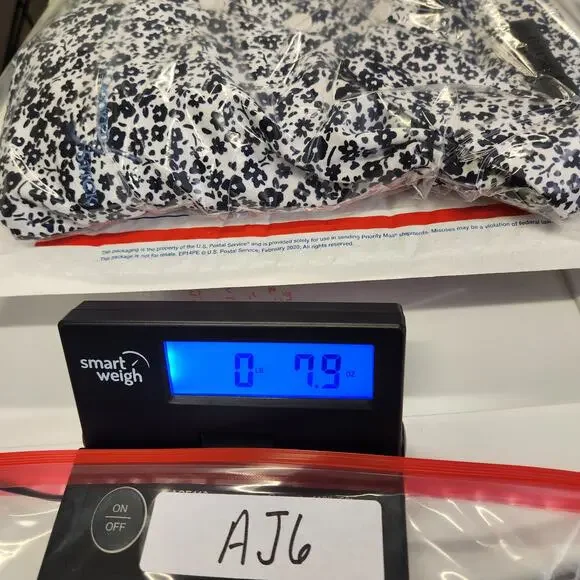 The packaging is the property of the U.S. Postal Service® and is provided solely for use in sending Priority Mail® shipments. Misuses may be a violation of federal law.
The package is not for resale. EP14PE © U.S. Postal Service; February 2020; All rights reserved.
smart
weigh
0 LB 7.9 OZ
ON
OFF
AJ6